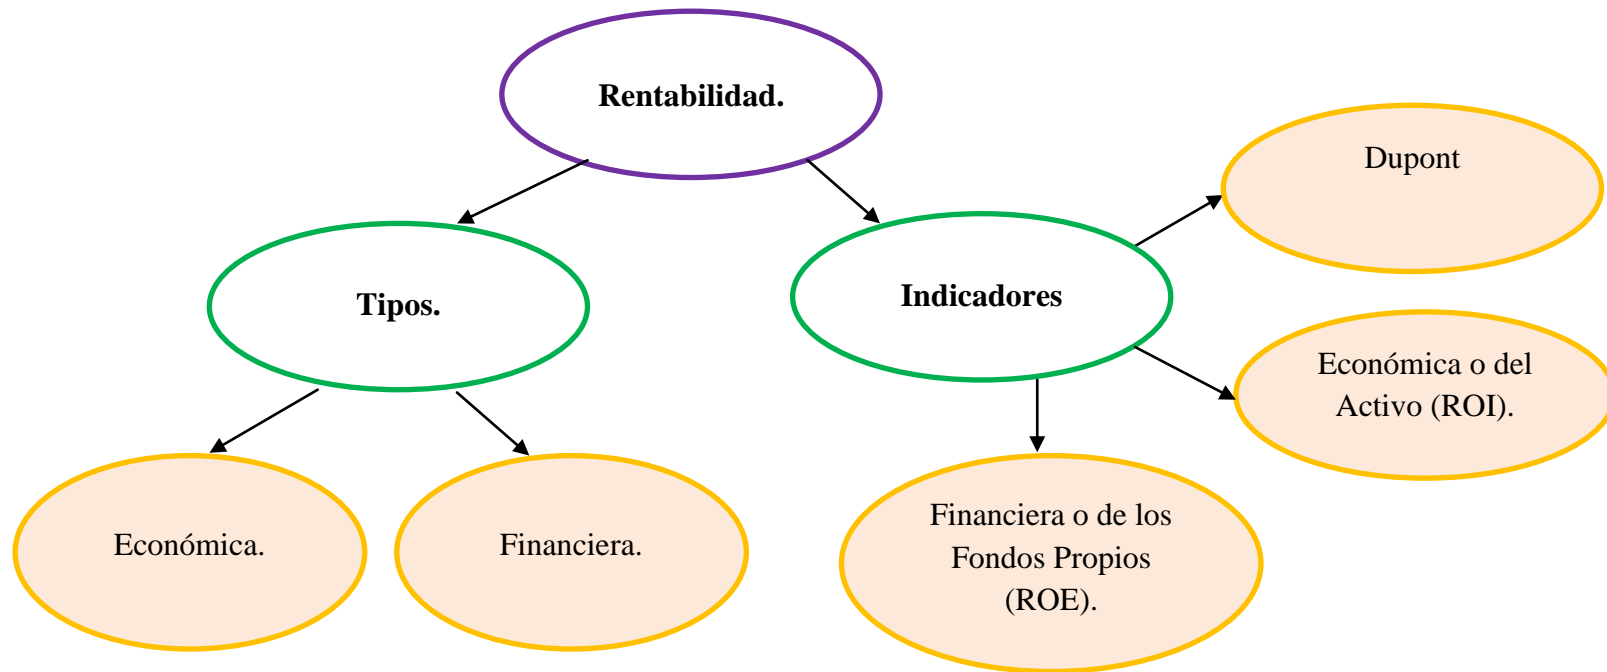 Rentabilidad.
Dupont
Tipos.
Indicadores
Económica o del
Activo (ROI).
Económica.
Financiera.
Financiera o de los
Fondos Propios
(ROE).